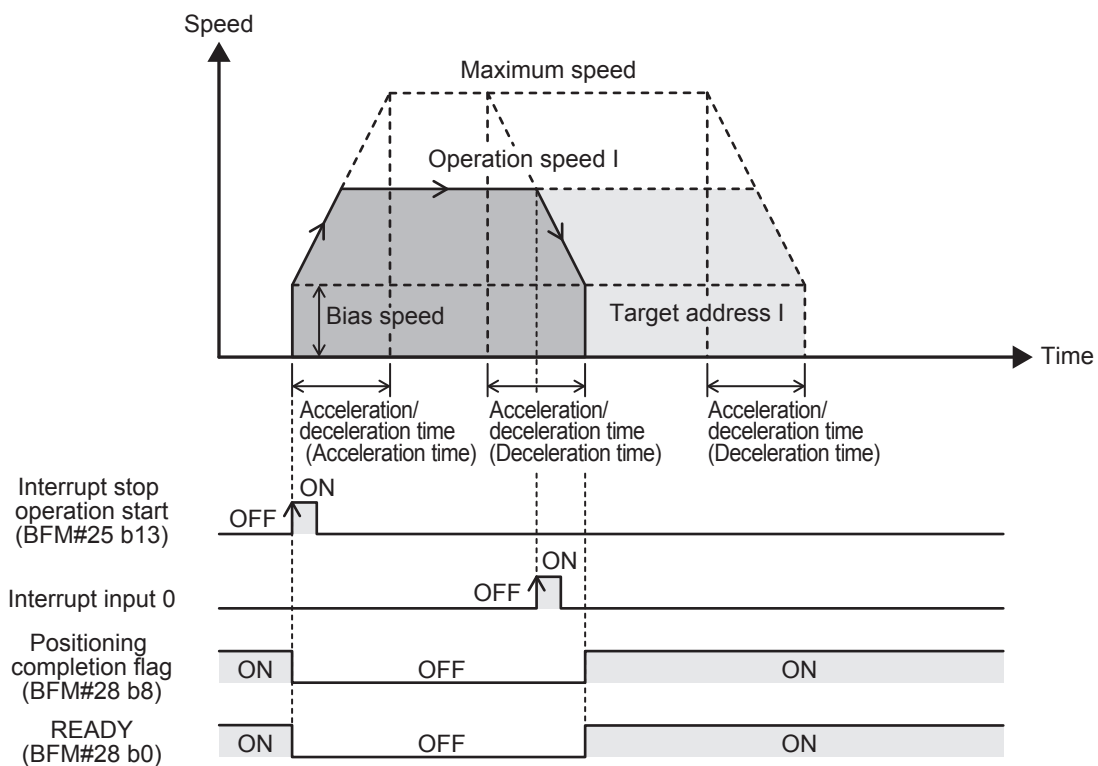 Speed
Maximum speed
Operation speed I
Bias speed
Target address I
Time
Acceleration/
deceleration time
(Acceleration time)
Acceleration/
deceleration time
(Deceleration time)
Acceleration/
deceleration time
(Deceleration time)
Interrupt stop
operation start
(BFM#25 b13)
OFF
ON
Interrupt input 0
OFF
ON
Positioning
completion flag
(BFM#28 b8)
ON
OFF
ON
READY
(BFM#28 b0)
ON
OFF
ON